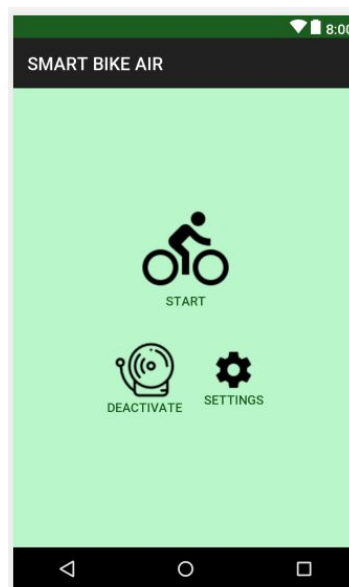 8:00
SMART BIKE AIR
START
DEACTIVATE
SETTINGS